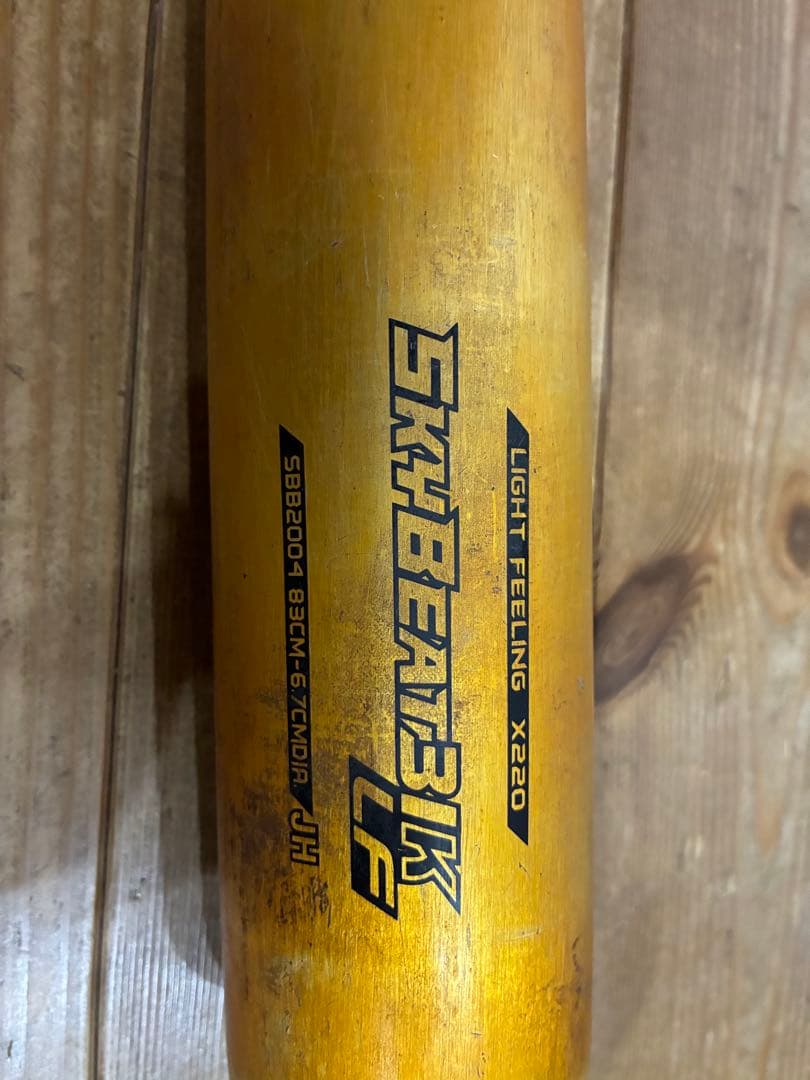 LIGHT FEELING X220
SKYBEAT31K
LF
SBB2004 83CM-6.7CMDIA. JH